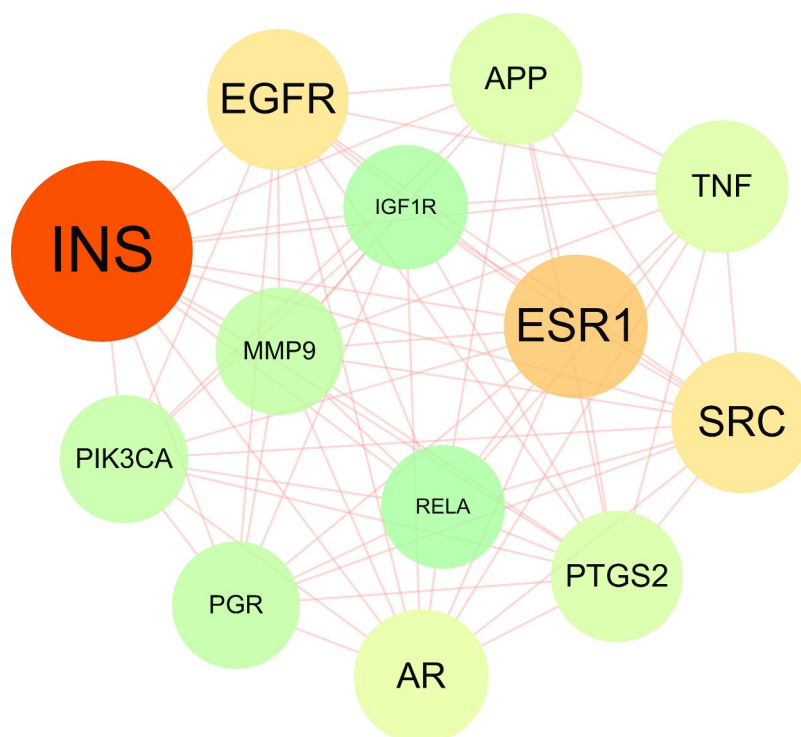 APP
EGFR
TNF
IGF1R
INS
ESR1
MMP9
SRC
PIK3CA
RELA
PTGS2
PGR
AR